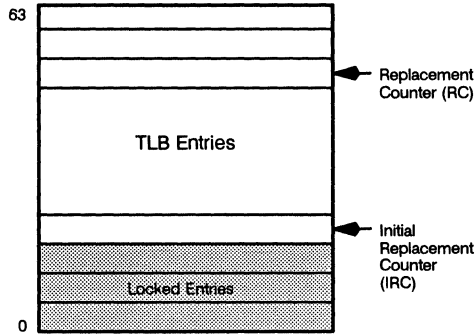 63
Replacement
Counter (RC)
TLB Entries
Initial
Replacement
Counter
(IRC)
Locked Entries
0